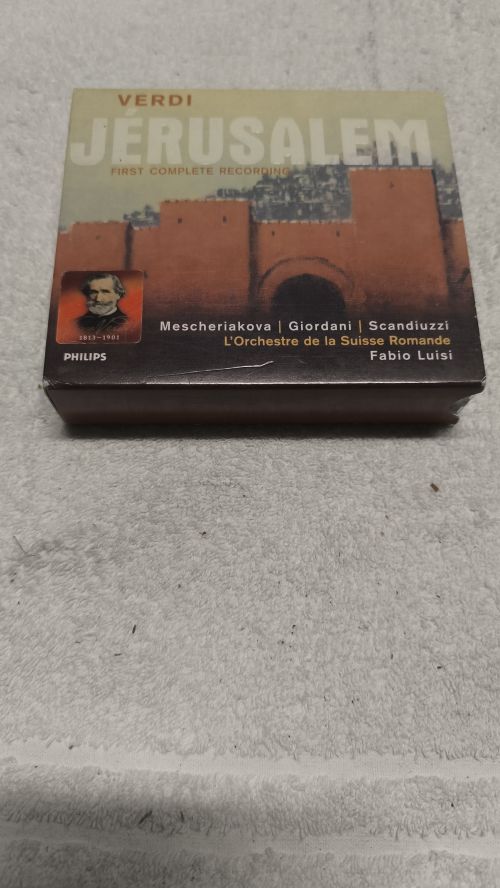 VERDI
JÉRUSALEM
FIRST COMPLETE RECORDING
1813–1901
Mescheriakova | Giordani | Scandiuzzi
L'Orchestre de la Suisse Romande
PHILIPS
Fabio Luisi